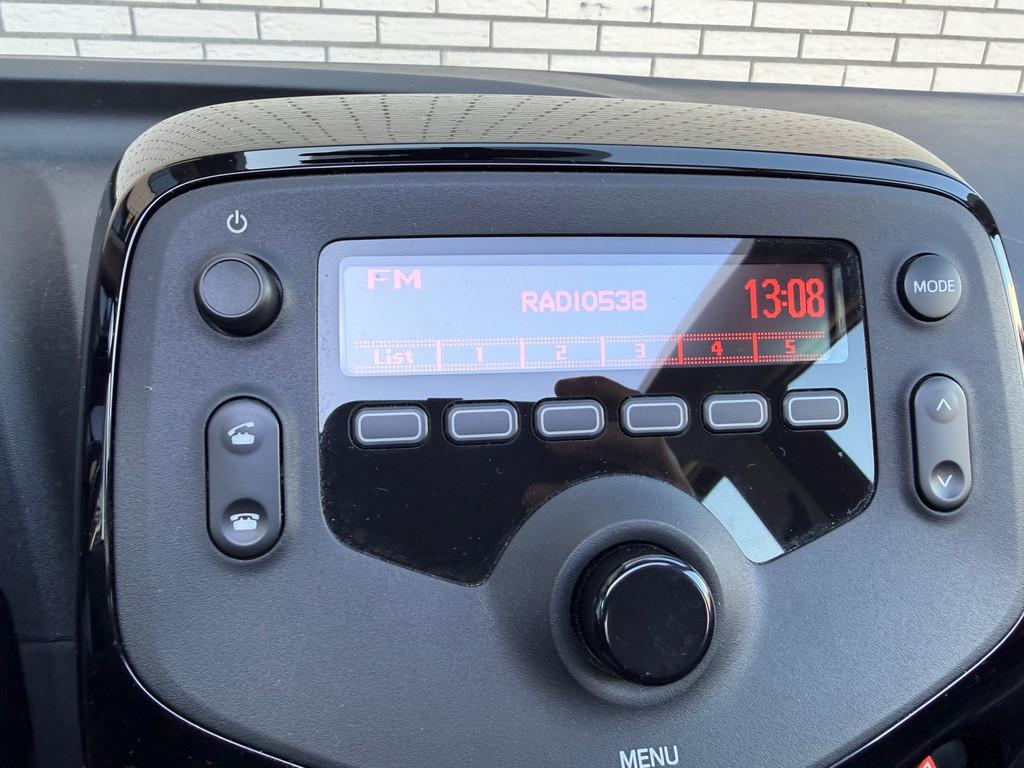 FM
RADIO538
13:08
List 1 2 3 4 5
MODE
MENU